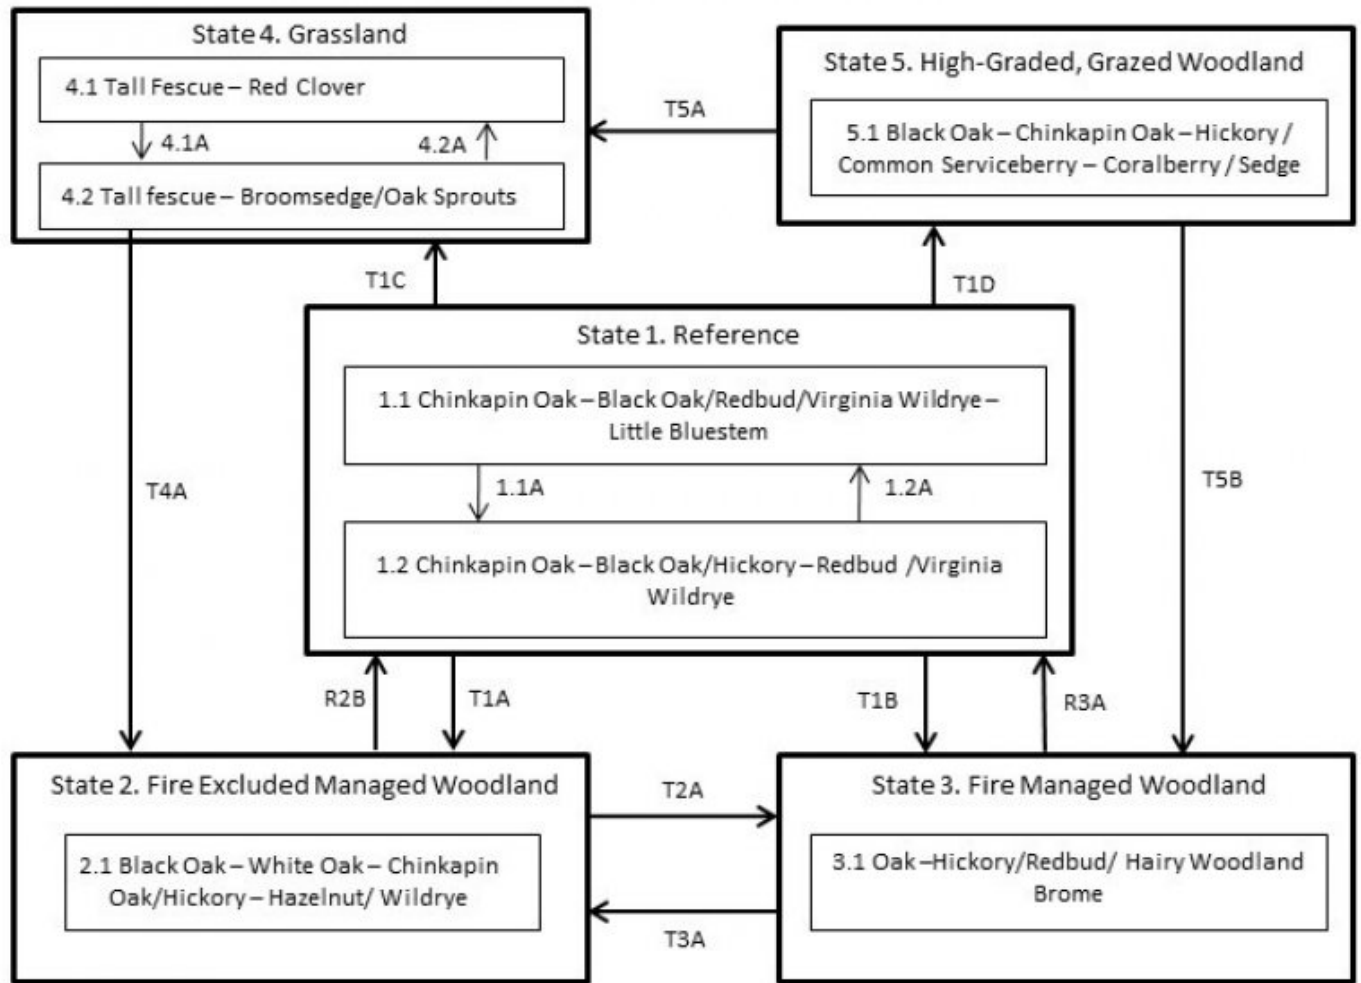 State 4. Grassland
4.1 Tall Fescue – Red Clover
4.1A
4.2A
4.2 Tall fescue – Broomsedge/Oak Sprouts
T5A
State 5. High-Graded, Grazed Woodland
5.1 Black Oak – Chinkapin Oak – Hickory /
Common Serviceberry – Coralberry / Sedge
T1C
T1D
State 1. Reference
1.1 Chinkapin Oak – Black Oak/Redbud/Virginia Wildrye –
Little Bluestem
1.1A
1.2A
1.2 Chinkapin Oak – Black Oak/Hickory – Redbud /Virginia
Wildrye
T4A
T5B
R2B
T1A
T1B
R3A
State 2. Fire Excluded Managed Woodland
2.1 Black Oak – White Oak – Chinkapin
Oak/Hickory – Hazelnut/ Wildrye
T2A
T3A
State 3. Fire Managed Woodland
3.1 Oak –Hickory/Redbud/ Hairy Woodland
Brome